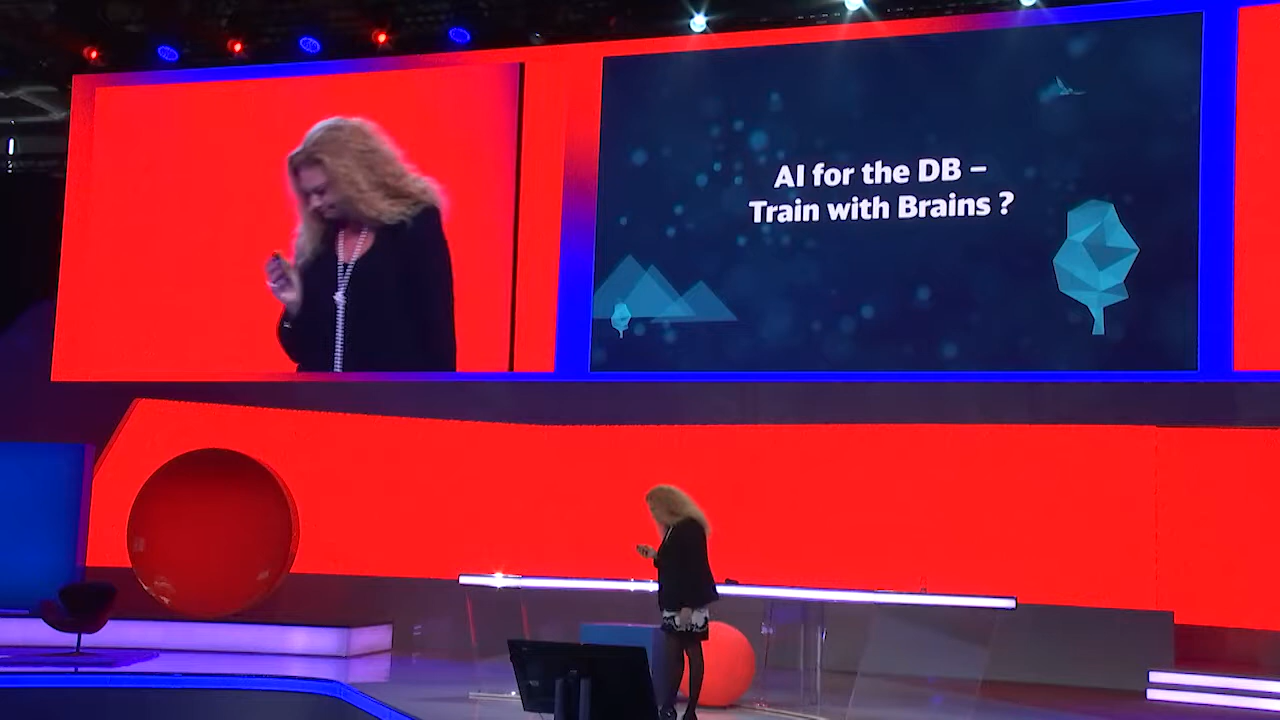 AI for the DB –
Train with Brains ?